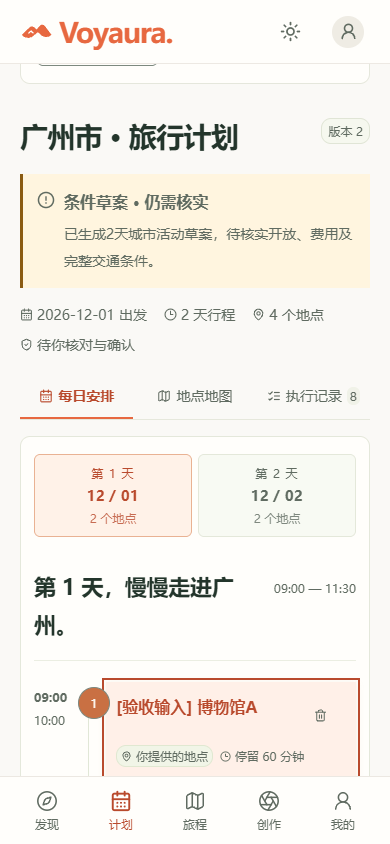 Voyaura.
广州市 • 旅行计划
版本 2
条件草案 • 仍需核实
已生成2天城市活动草案，待核实开放、费用及
完整交通条件。
2026-12-01 出发 2 天行程 4 个地点
待你核对与确认
每日安排 地点地图 执行记录 8
第 1 天 第 2 天
12 / 01 12 / 02
2 个地点 2 个地点
第 1 天，慢慢走进广
州。
09:00 — 11:30
09:00
10:00
1
[验收输入] 博物馆A
你提供的地点 停留 60 分钟
发现 计划 旅程 创作 我的